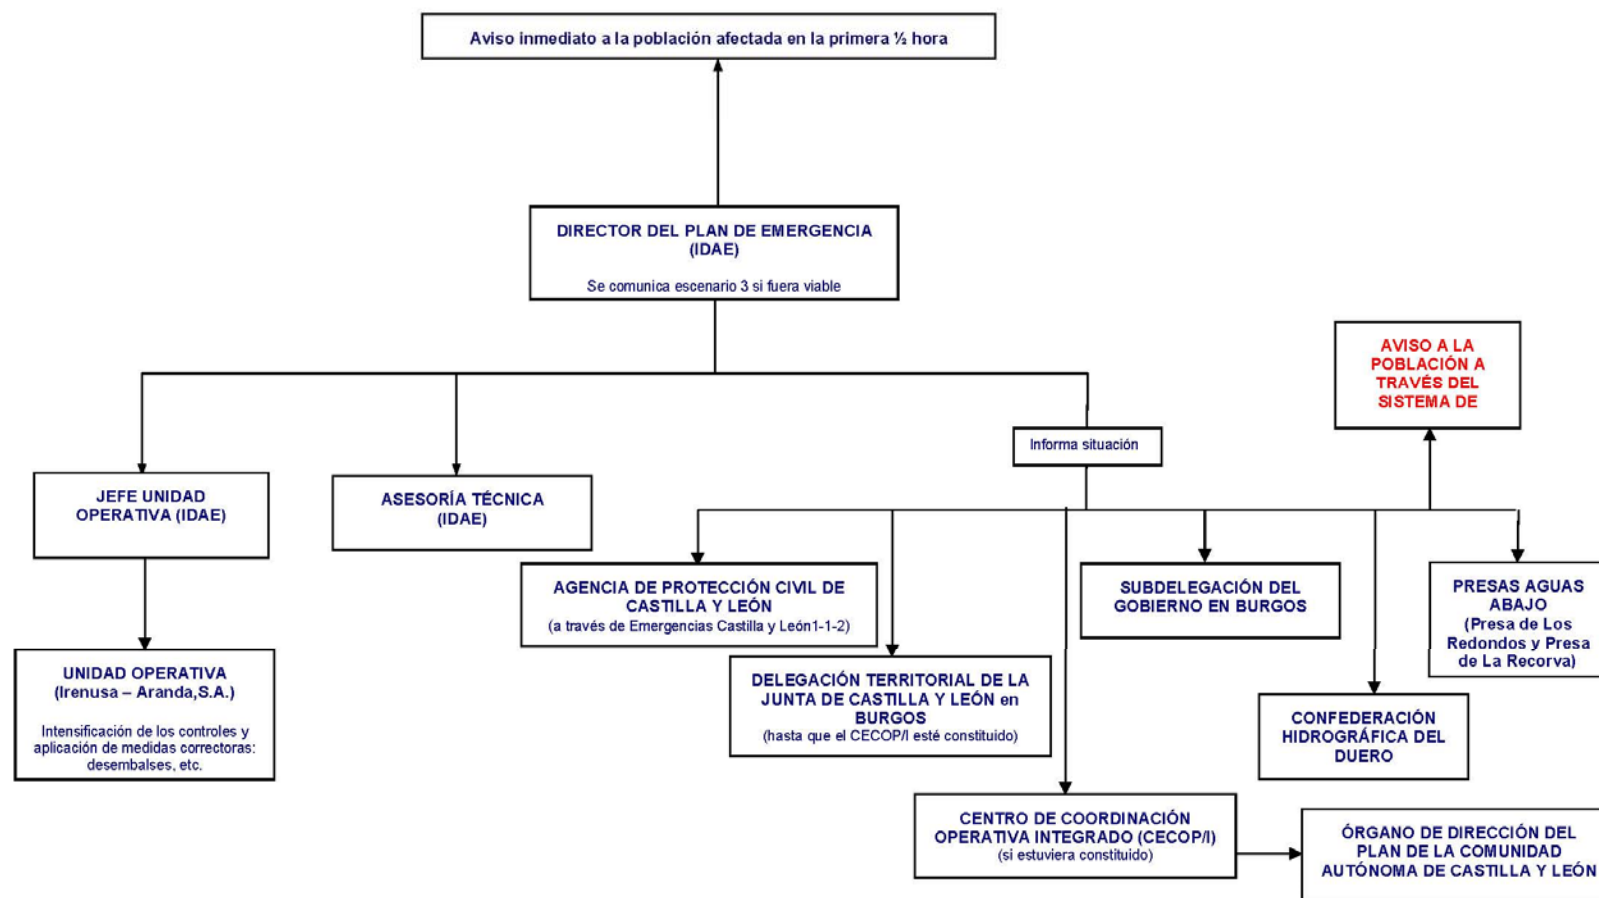 Aviso inmediato a la población afectada en la primera ½ hora
DIRECTOR DEL PLAN DE EMERGENCIA
(IDAE)
Se comunica escenario 3 si fuera viable
AVISO A LA
POBLACIÓN A
TRAVÉS DEL
SISTEMA DE
Informa situación
JEFE UNIDAD
OPERATIVA (IDAE)
ASESORÍA TÉCNICA
(IDAE)
AGENCIA DE PROTECCIÓN CIVIL DE
CASTILLA Y LEÓN
(a través de Emergencias Castilla y León1-1-2)
SUBDELEGACIÓN DEL
GOBIERNO EN BURGOS
PRESAS AGUAS
ABAJO
(Presa de Los
Redondos y Presa
de La Recorva)
UNIDAD OPERATIVA
(Irenusa – Aranda,S.A.)
Intensificación de los controles y
aplicación de medidas correctoras:
desembalses, etc.
DELEGACIÓN TERRITORIAL DE LA
JUNTA DE CASTILLA Y LEÓN en
BURGOS
(hasta que el CECOP/I esté constituido)
CONFEDERACIÓN
HIDROGRÁFICA DEL
DUERO
CENTRO DE COORDINACIÓN
OPERATIVA INTEGRADO (CECOP/I)
(si estuviera constituido)
ÓRGANO DE DIRECCIÓN DEL
PLAN DE LA COMUNIDAD
AUTÓNOMA DE CASTILLA Y LEÓN